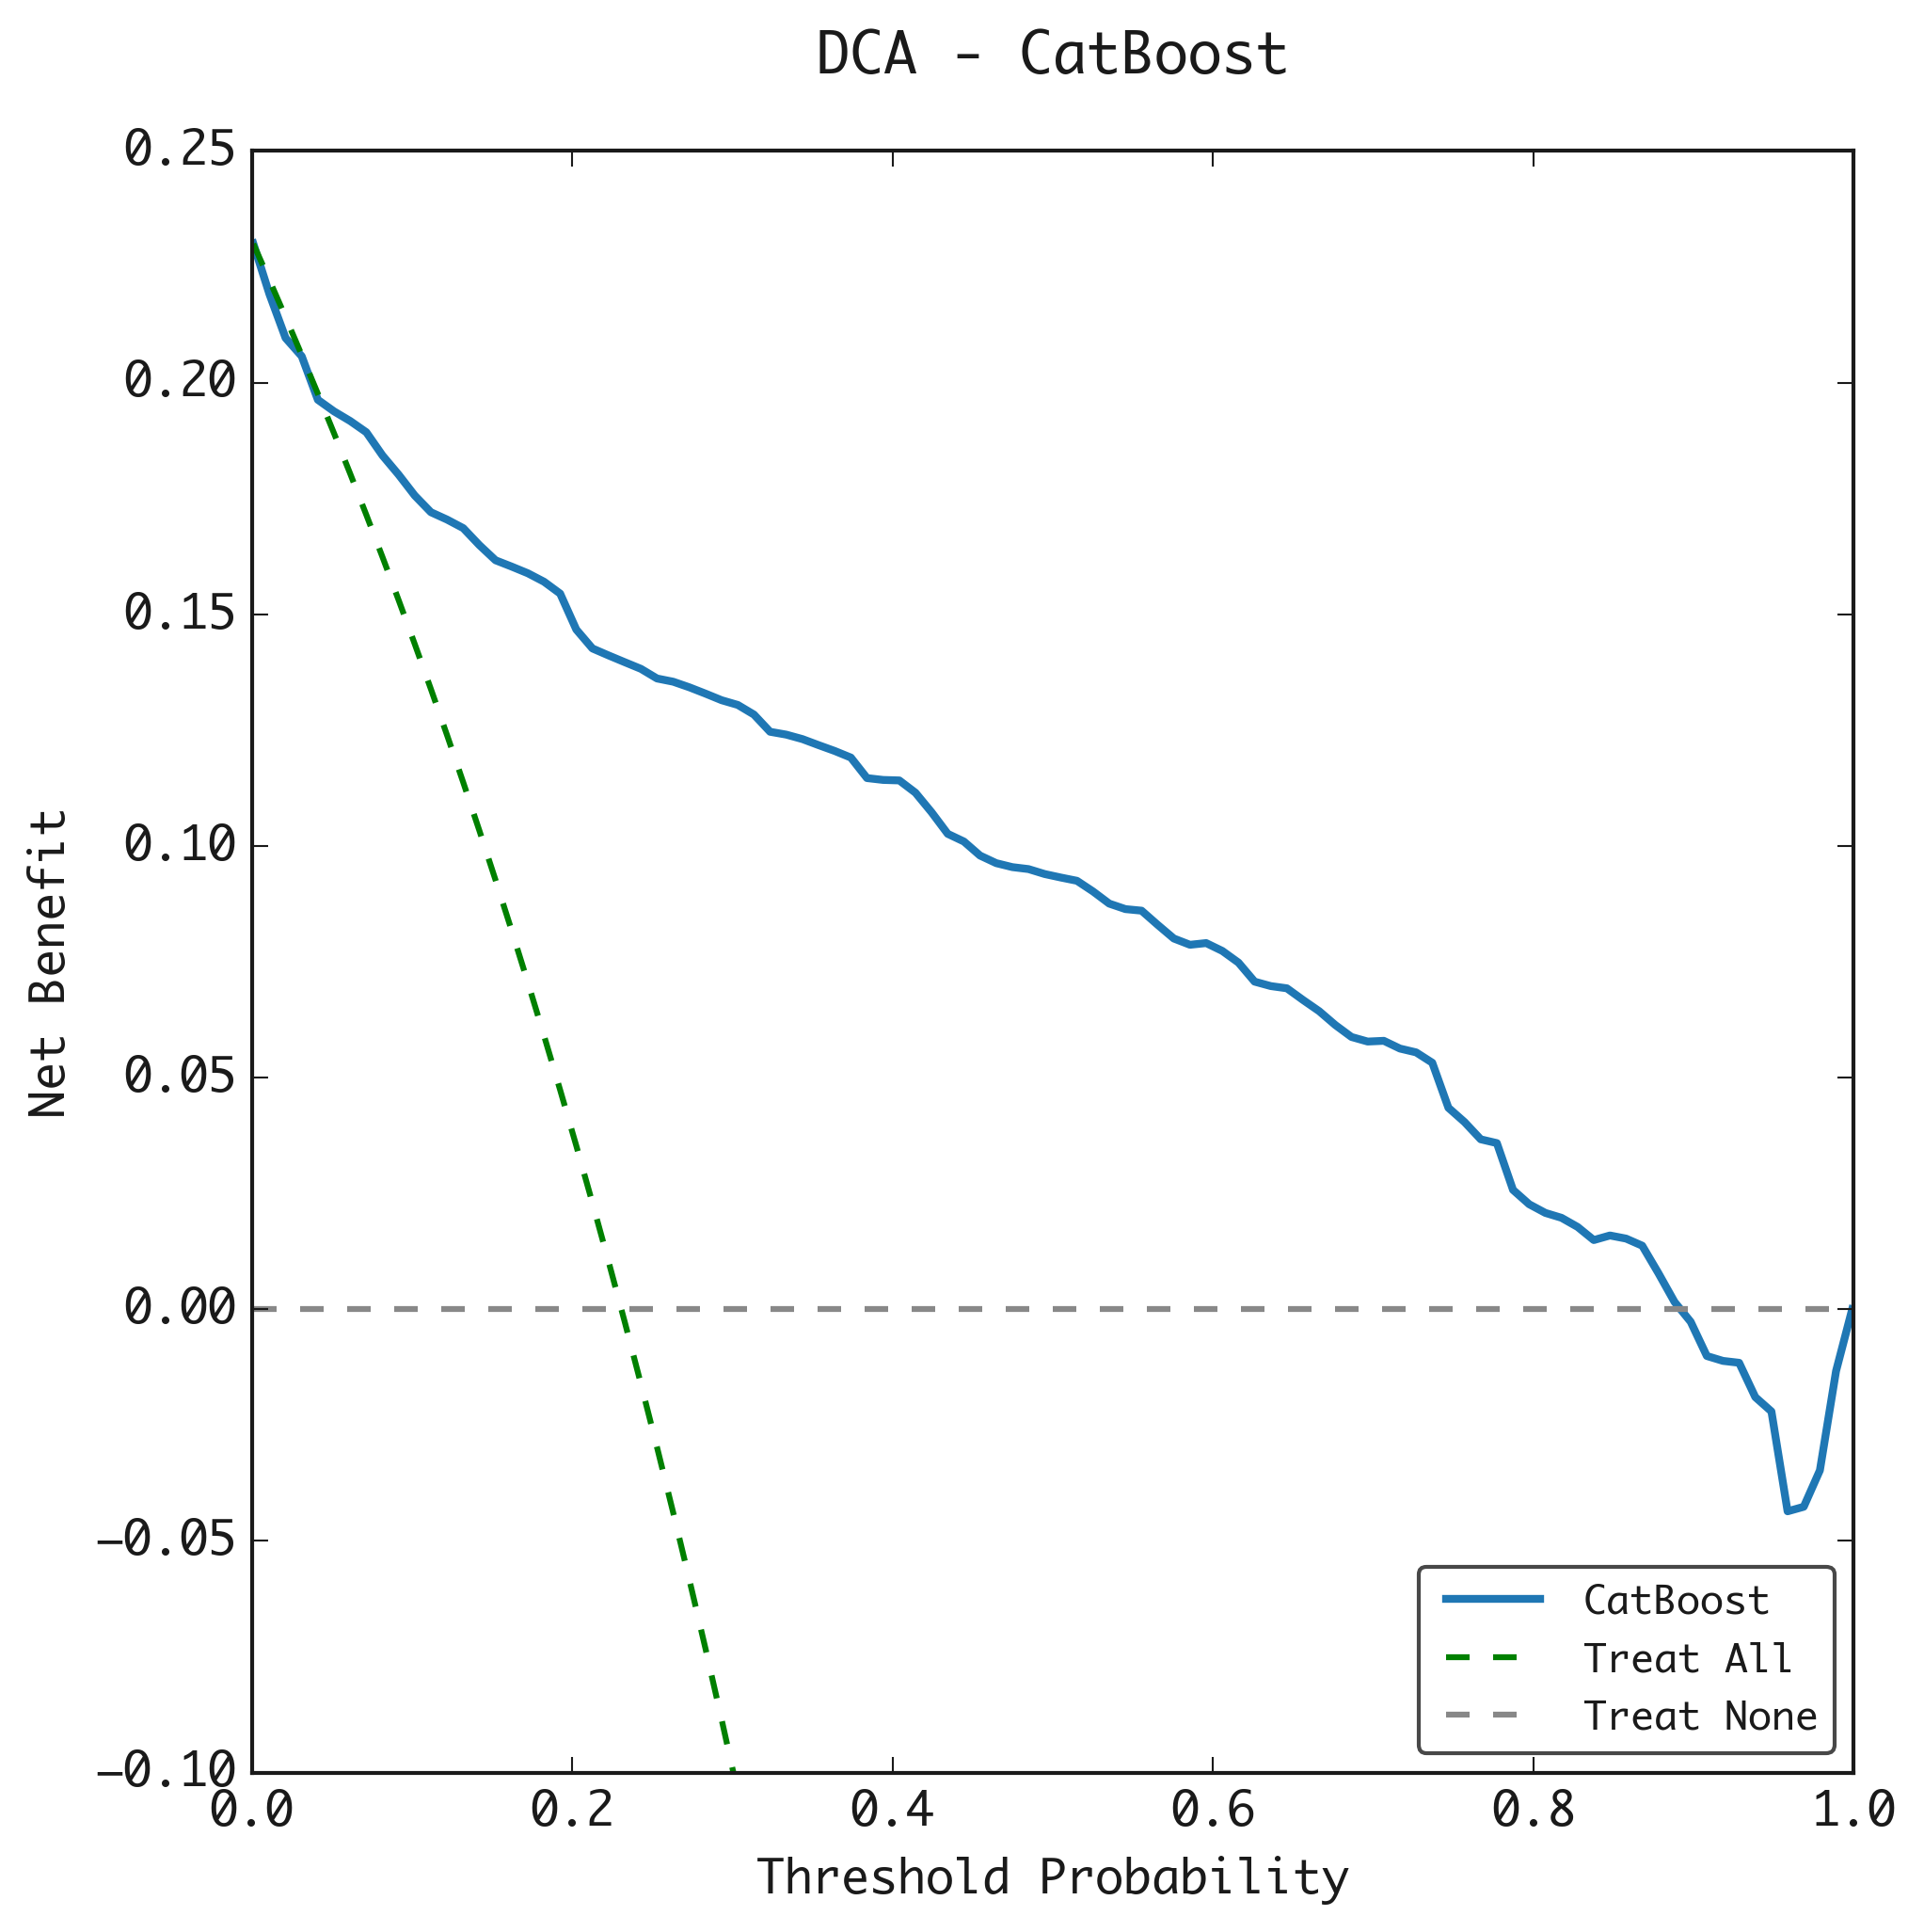 DCA - CatBoost
0.25
0.20
0.15
0.10
0.05
0.00
−0.05
−0.10
Net Benefit
0.0 0.2 0.4 0.6 0.8 1.0
Threshold Probability
CatBoost
Treat All
Treat None